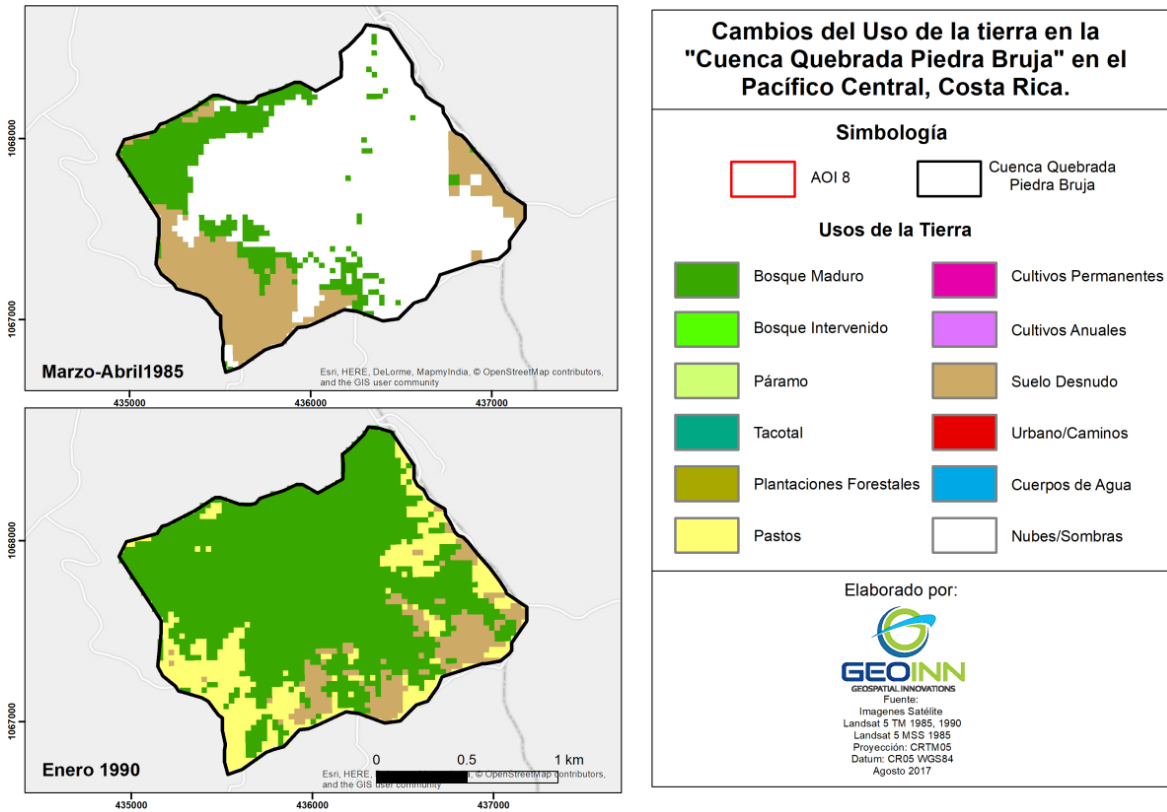 1068000
1067000
Marzo-Abril1985
Esri, HERE, DeLorme, MapmyIndia, © OpenStreetMap contributors,
and the GIS user community
435000
436000
437000
1068000
1067000
Enero 1990
0
0.5
1 km
Esri, HERE, © OpenStreetMap contributors,
and the GIS user community
435000
436000
437000
Cambios del Uso de la tierra en la
"Cuenca Quebrada Piedra Bruja" en el
Pacífico Central, Costa Rica.
Simbología
AOI 8
Cuenca Quebrada
Piedra Bruja
Usos de la Tierra
Bosque Maduro
Cultivos Permanentes
Bosque Intervenido
Cultivos Anuales
Páramo
Suelo Desnudo
Tacotal
Urbano/Caminos
Plantaciones Forestales
Cuerpos de Agua
Pastos
Nubes/Sombras
Elaborado por:
GEOINN
GEOSPATIAL INNOVATIONS
Fuente:
Imagenes Satélite
Landsat 5 TM 1985, 1990
Landsat 5 MSS 1985
Proyección: CRTM05
Datum: CR05 WGS84
Agosto 2017